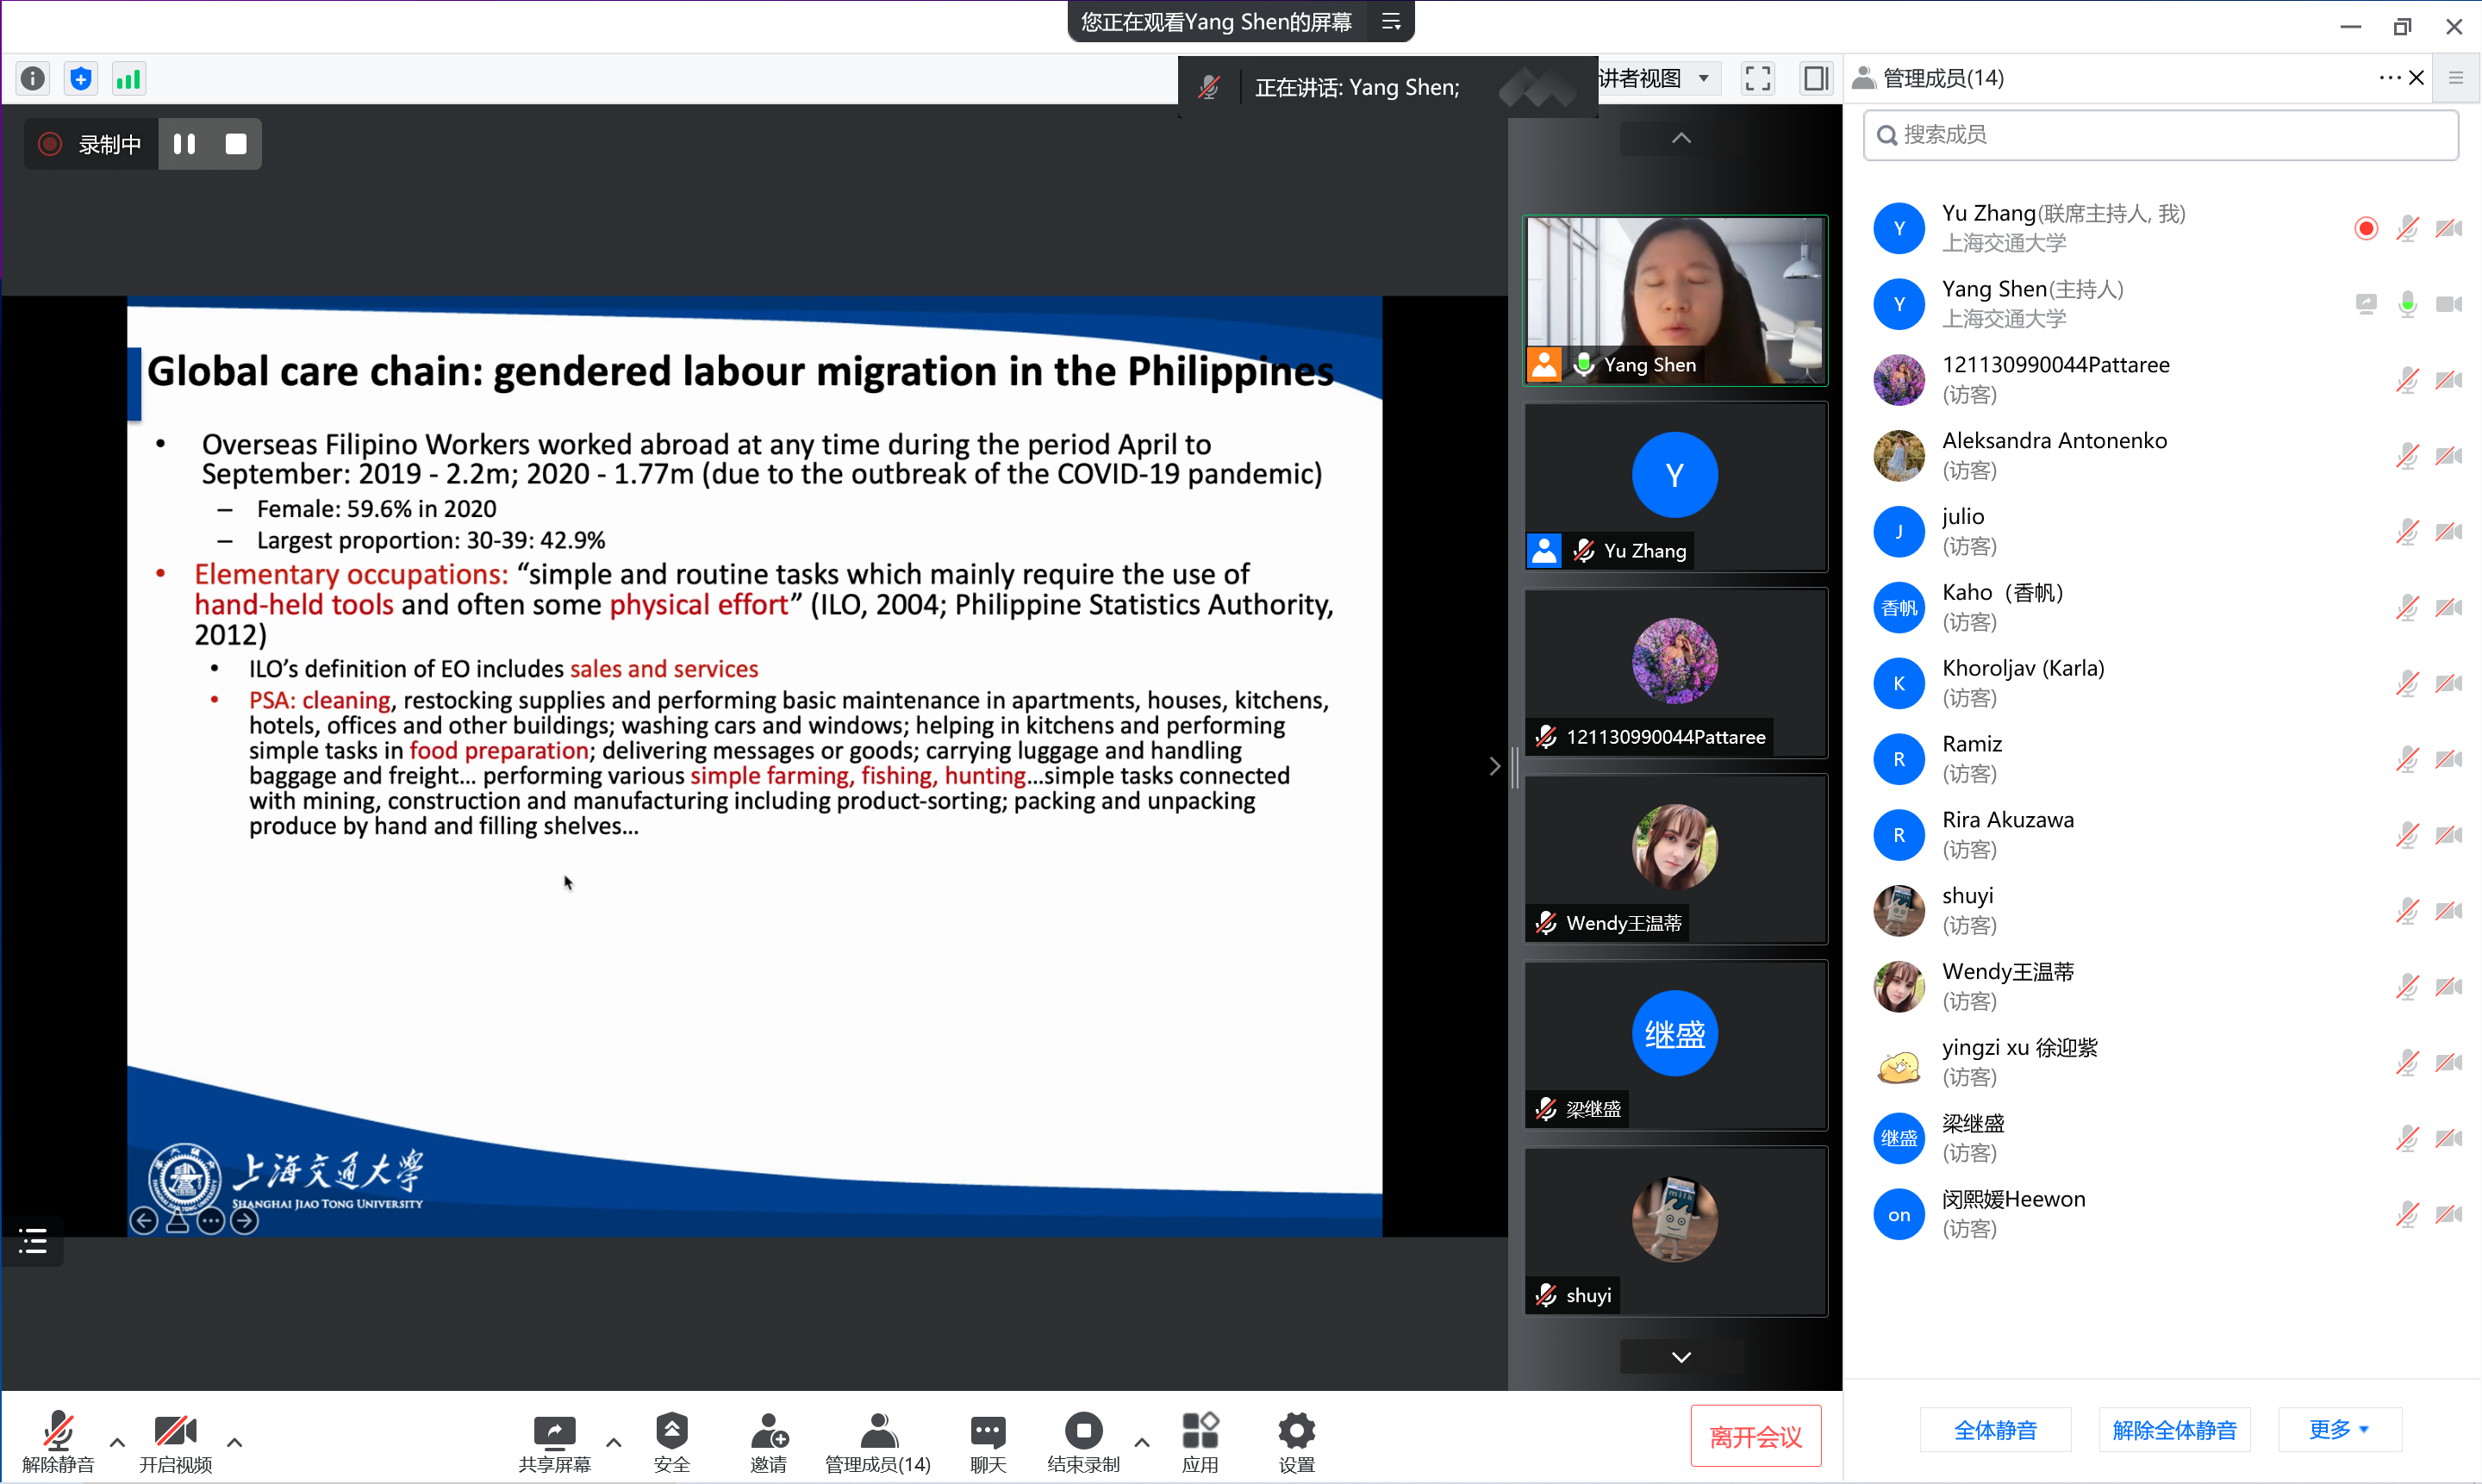 您正在观看Yang Shen的屏幕
正在讲话: Yang Shen;
讲者视图
录制中
Global care chain: gendered labour migration in the Philippines
• Overseas Filipino Workers worked abroad at any time during the period April to
September: 2019 - 2.2m; 2020 - 1.77m (due to the outbreak of the COVID-19 pandemic)
– Female: 59.6% in 2020
– Largest proportion: 30-39: 42.9%
• Elementary occupations: “simple and routine tasks which mainly require the use of
hand-held tools and often some physical effort” (ILO, 2004; Philippine Statistics Authority,
2012)
• ILO’s definition of EO includes sales and services
• PSA: cleaning, restocking supplies and performing basic maintenance in apartments, houses, kitchens,
hotels, offices and other buildings; washing cars and windows; helping in kitchens and performing
simple tasks in food preparation; delivering messages or goods; carrying luggage and handling
baggage and freight… performing various simple farming, fishing, hunting…simple tasks connected
with mining, construction and manufacturing including product-sorting; packing and unpacking
produce by hand and filling shelves…
上海交通大学
SHANGHAI JIAO TONG UNIVERSITY
Yang Shen
Y
Yu Zhang
121130990044Pattaree
Wendy王温蒂
继盛
梁继盛
milk
shuyi
管理成员(14)
搜索成员
Y
Yu Zhang(联席主持人, 我)
上海交通大学
Y
Yang Shen(主持人)
上海交通大学
121130990044Pattaree
(访客)
Aleksandra Antonenko
(访客)
J
julio
(访客)
香帆
Kaho（香帆）
(访客)
K
Khoroljav (Karla)
(访客)
R
Ramiz
(访客)
R
Rira Akuzawa
(访客)
shuyi
(访客)
Wendy王温蒂
(访客)
yingzi xu 徐迎紫
(访客)
继盛
梁继盛
(访客)
on
闵熙媛Heewon
(访客)
全体静音
解除全体静音
更多
解除静音
开启视频
共享屏幕
安全
邀请
管理成员(14)
聊天
结束录制
应用
设置
离开会议